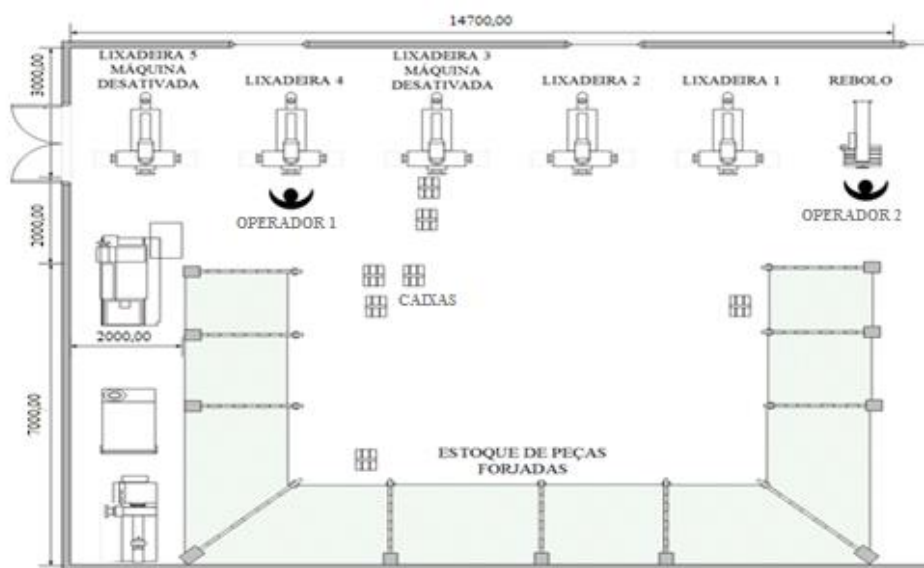 14700,00
LIXADEIRA 5
MÁQUINA
DESATIVADA
LIXADEIRA 4
LIXADEIRA 3
MÁQUINA
DESATIVADA
LIXADEIRA 2
LIXADEIRA 1
REBOLO
3000,00
OPERADOR 1
OPERADOR 2
2000,00
CAIXAS
2000,00
7000,00
ESTOQUE DE PEÇAS
FORJADAS